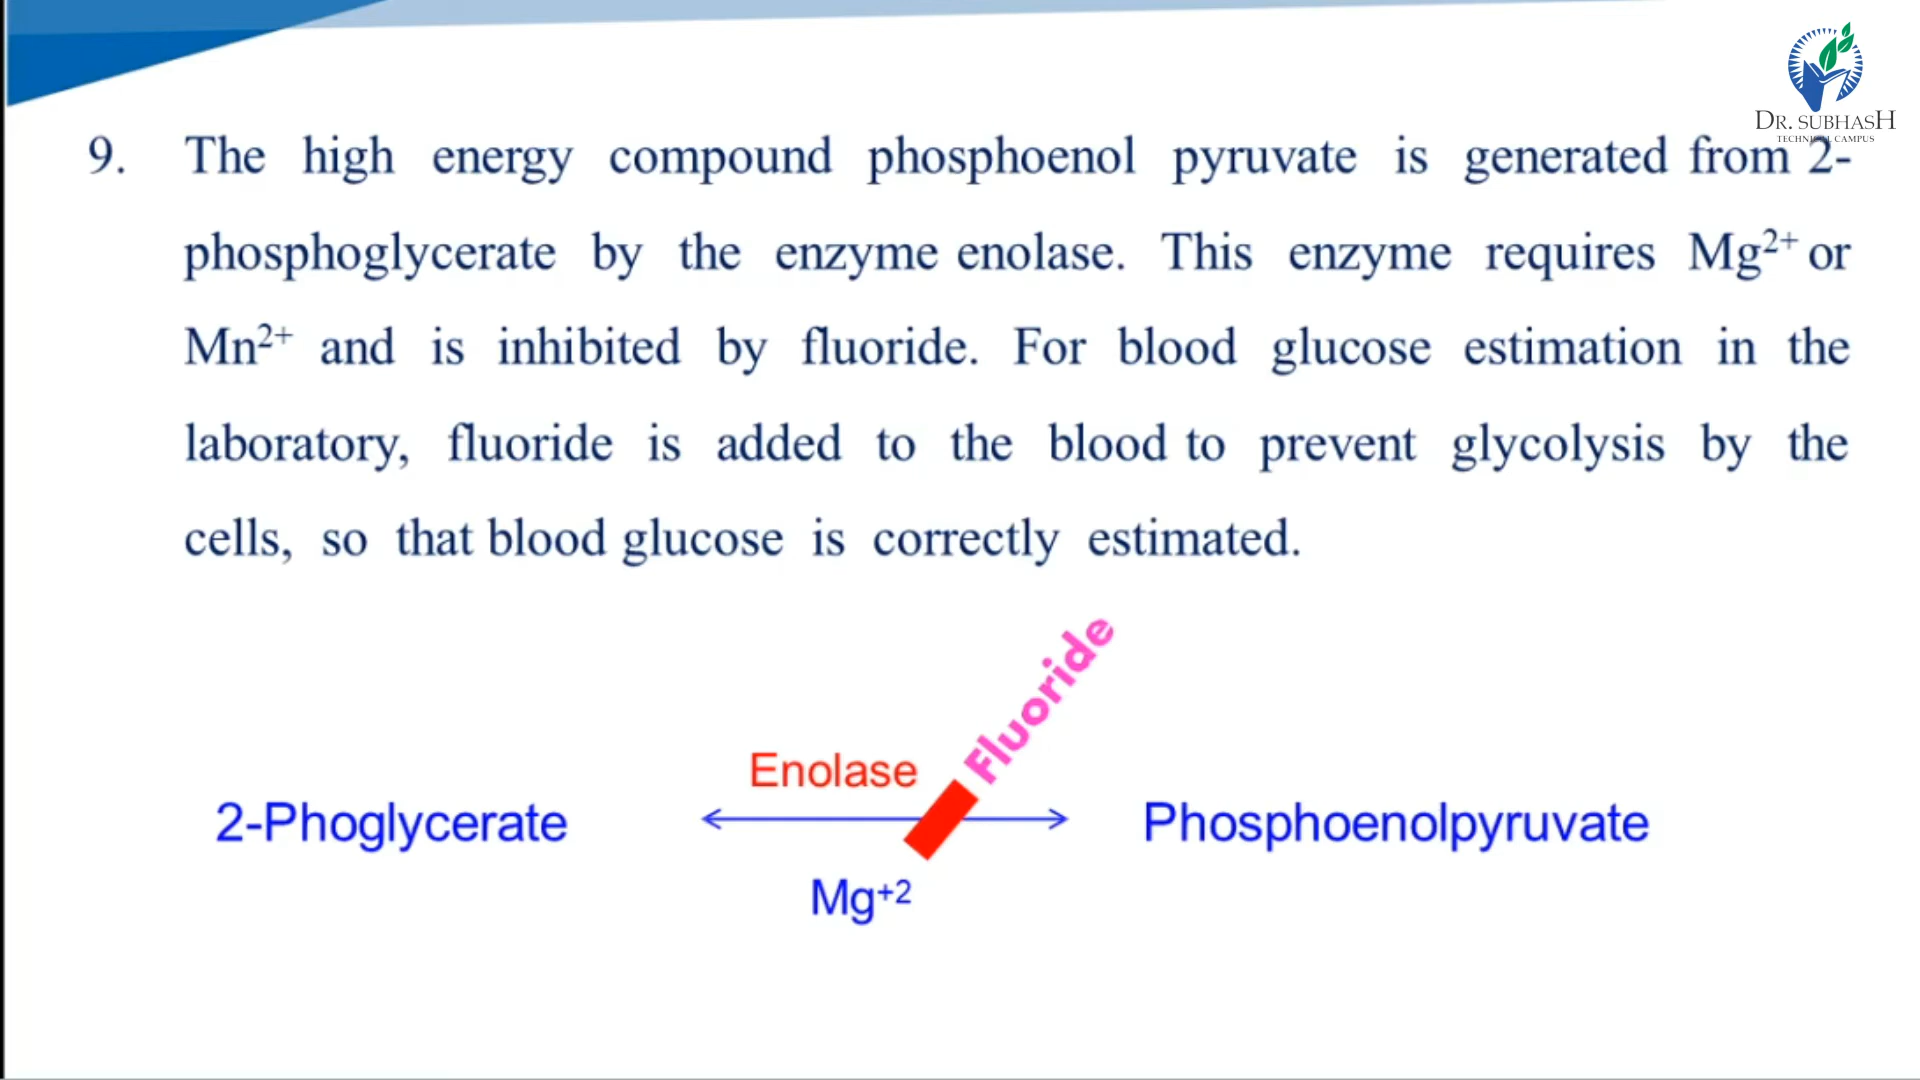 DR. SUBHASH
TECHNICAL CAMPUS
9. The high energy compound phosphoenol pyruvate is generated from 2-
phosphoglycerate by the enzyme enolase. This enzyme requires Mg²⁺ or
Mn²⁺ and is inhibited by fluoride. For blood glucose estimation in the
laboratory, fluoride is added to the blood to prevent glycolysis by the
cells, so that blood glucose is correctly estimated.
Fluoride
Enolase
2-Phoglycerate
Phosphoenolpyruvate
Mg⁺²